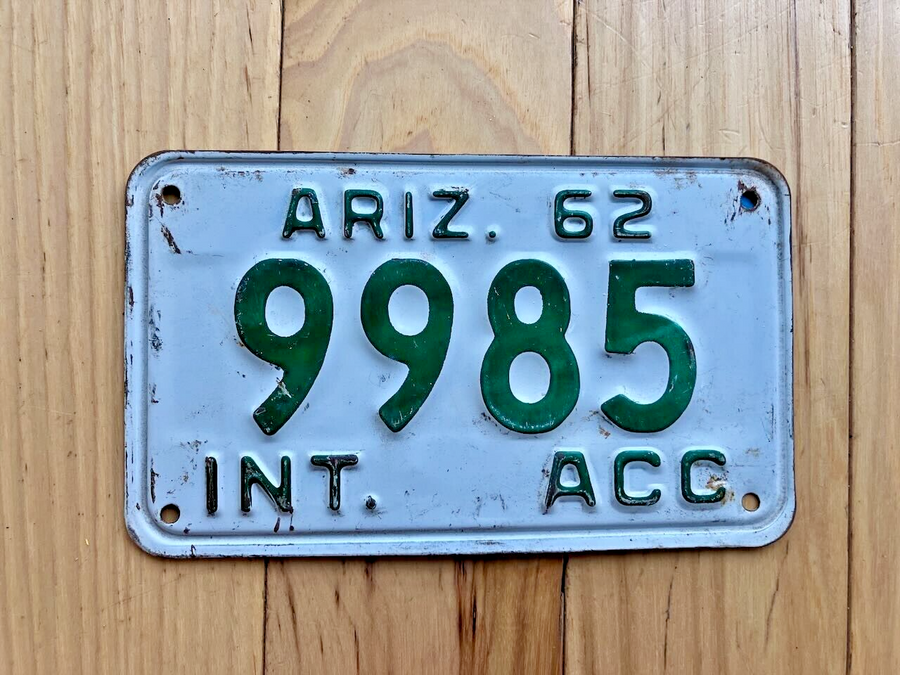 ARIZ. 62
9985
INT. ACC